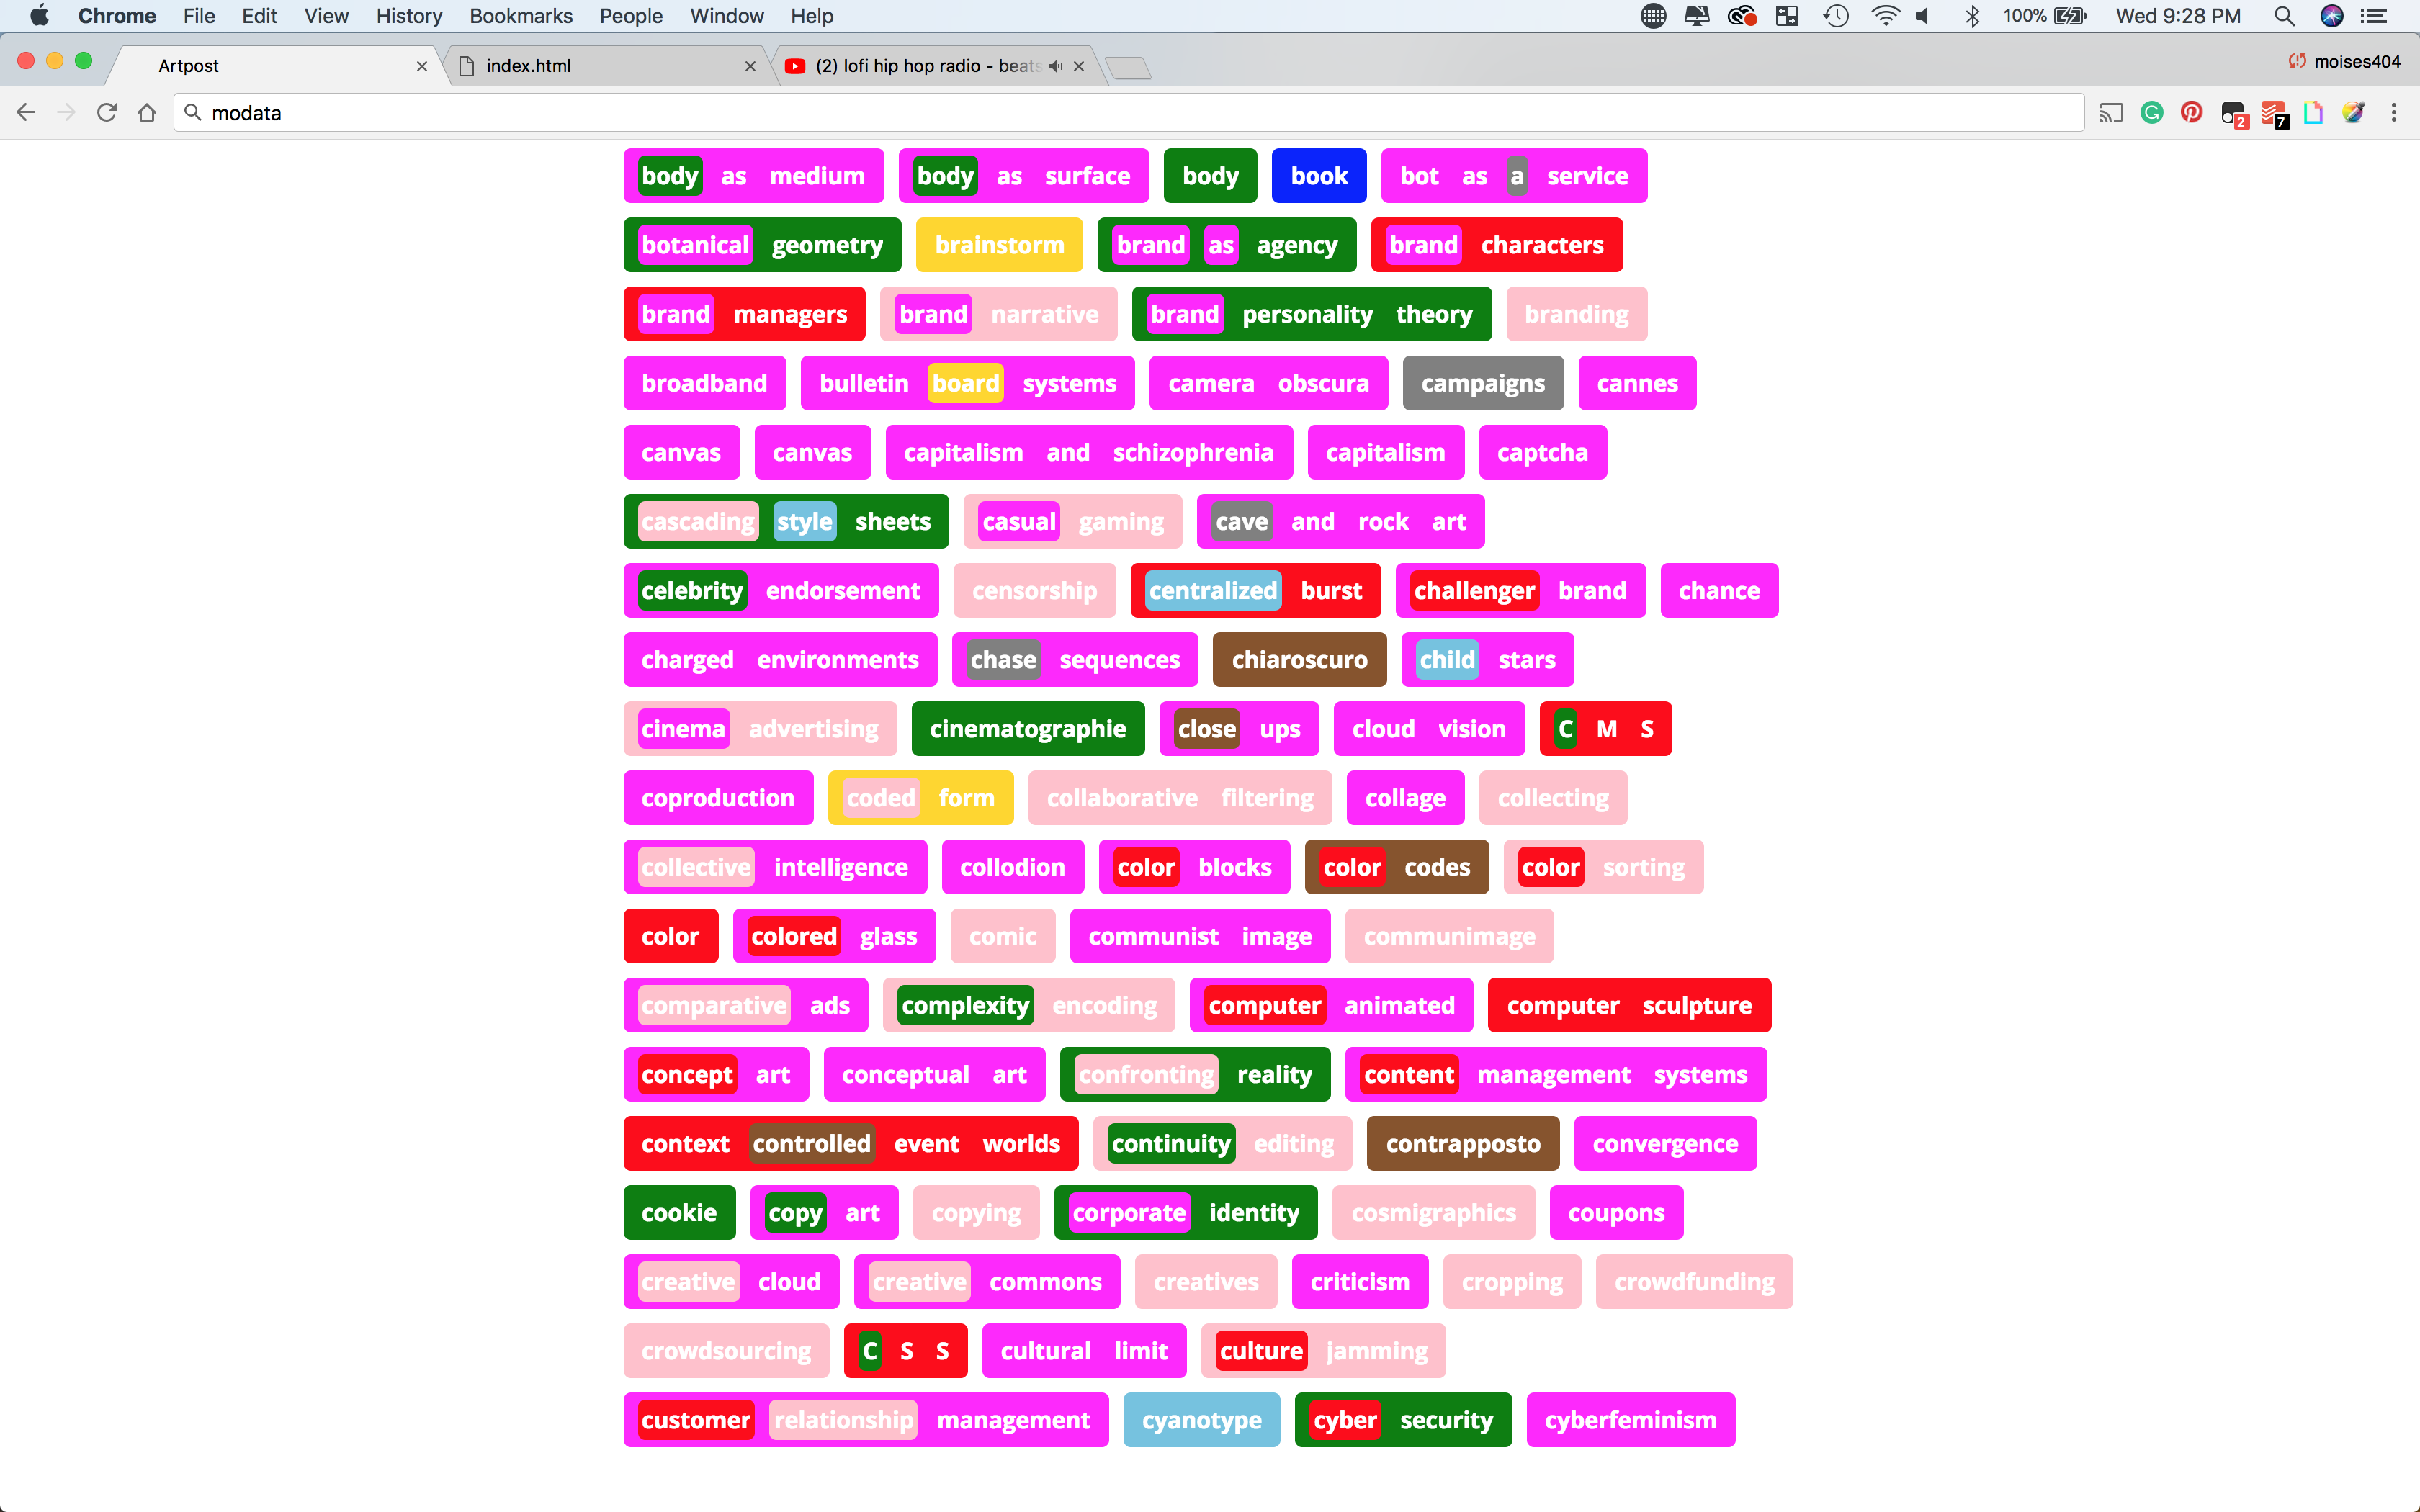 Chrome File Edit View History Bookmarks People Window Help 100% Wed 9:28 PM
Artpost index.html (2) lofi hip hop radio - beats moises404
modata 2 7
body as medium body as surface body book bot as a service
botanical geometry brainstorm brand as agency brand characters
brand managers brand narrative brand personality theory branding
broadband bulletin board systems camera obscura campaigns cannes
canvas canvas capitalism and schizophrenia capitalism captcha
cascading style sheets casual gaming cave and rock art
celebrity endorsement censorship centralized burst challenger brand chance
charged environments chase sequences chiaroscuro child stars
cinema advertising cinematographie close ups cloud vision C M S
coproduction coded form collaborative filtering collage collecting
collective intelligence collodion color blocks color codes color sorting
color colored glass comic communist image communimage
comparative ads complexity encoding computer animated computer sculpture
concept art conceptual art confronting reality content management systems
context controlled event worlds continuity editing contrapposto convergence
cookie copy art copying corporate identity cosmigraphics coupons
creative cloud creative commons creatives criticism cropping crowdfunding
crowdsourcing C S S cultural limit culture jamming
customer relationship management cyanotype cyber security cyberfeminism